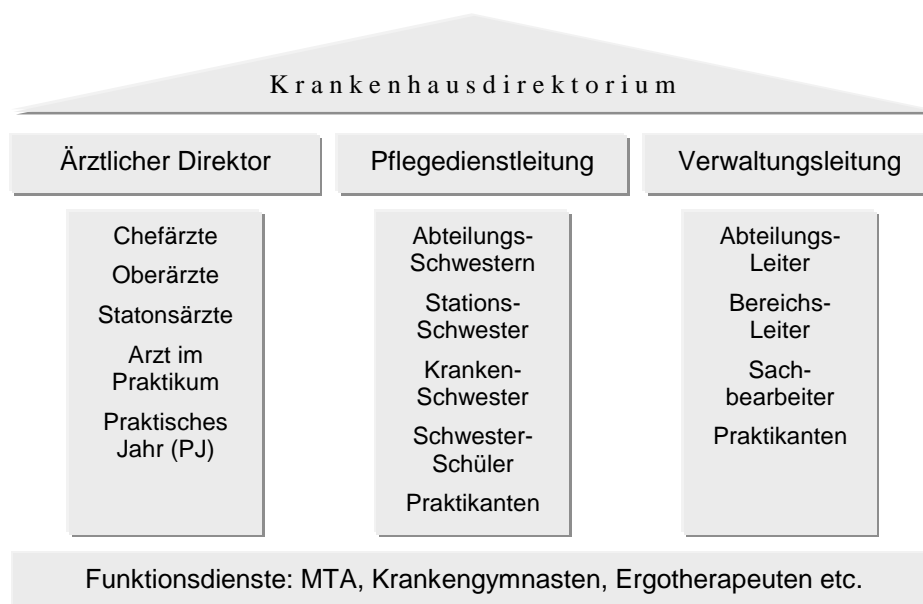 Krankenhausdirektorium
Ärztlicher Direktor
Chefärzte
Oberärzte
Statonsärzte
Arzt im
Praktikum
Praktisches
Jahr (PJ)
Pflegedienstleitung
Abteilungs-
Schwestern
Stations-
Schwester
Kranken-
Schwester
Schwester-
Schüler
Praktikanten
Verwaltungsleitung
Abteilungs-
Leiter
Bereichs-
Leiter
Sach-
bearbeiter
Praktikanten
Funktionsdienste: MTA, Krankengymnasten, Ergotherapeuten etc.